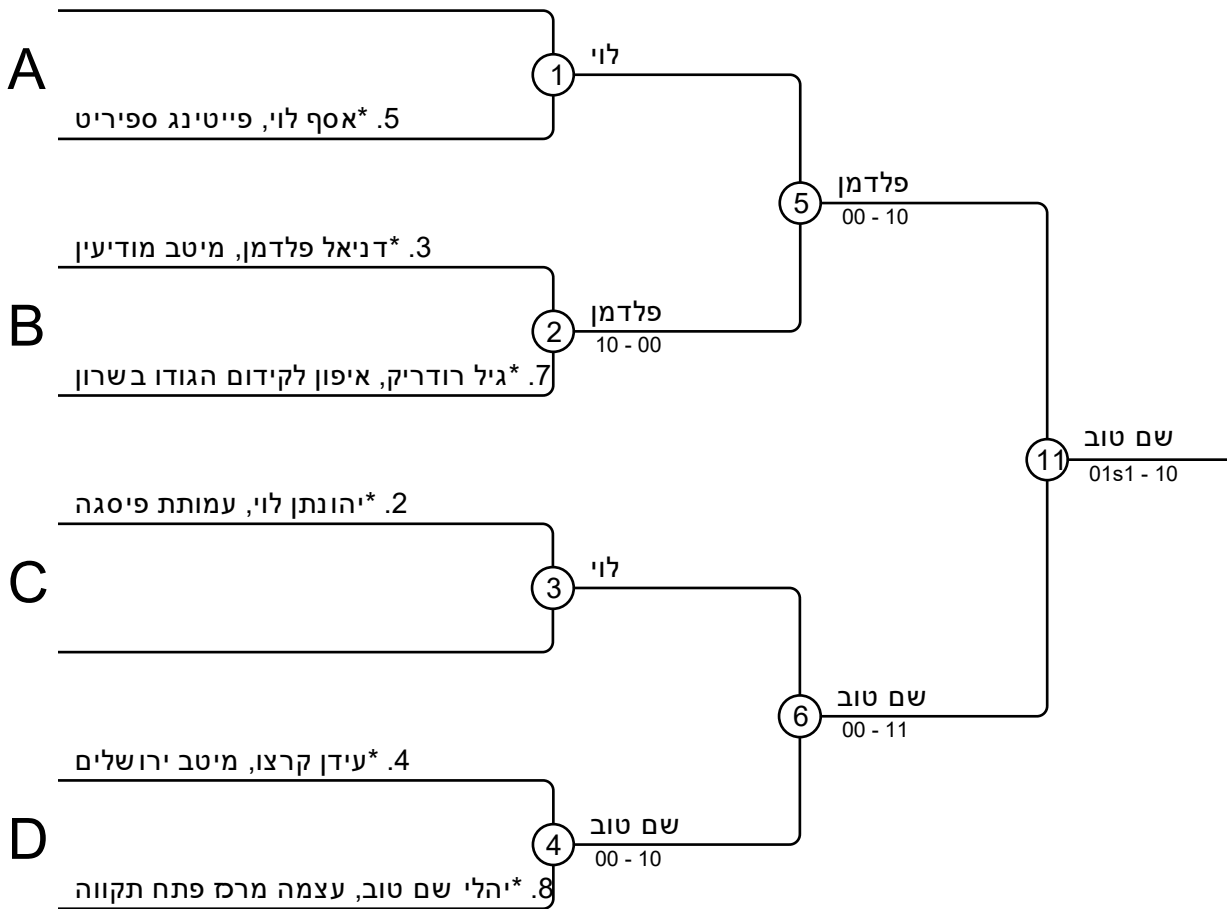 A
1
לוי
5. *אסף לוי, פייטינג ספיריט
5
פלדמן
00 - 10
3. *דניאל פלדמן, מיטב מודיעין
B
2
פלדמן
10 - 00
7. *גיל רודריק, איפון לקידום הגודו בשרון
11
שם טוב
01s1 - 10
2. *יהונתן לוי, עמותת פיסגה
C
3
לוי
6
שם טוב
00 - 11
4. *עידן קרצו, מיטב ירושלים
D
4
שם טוב
00 - 10
8. *יהלי שם טוב, עצמה מרכז פתח תקווה